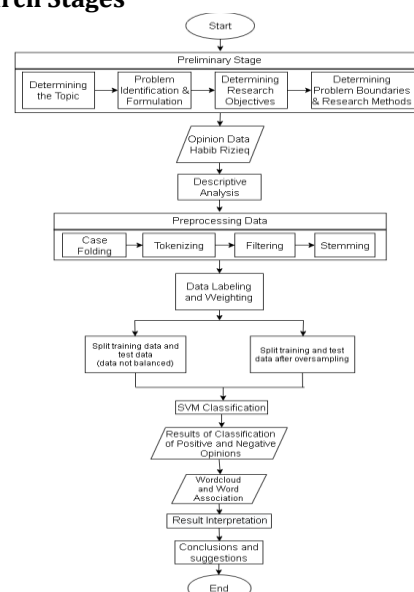 rch Stages
Start
Preliminary Stage
Determining
the Topic
Problem
Identification &
Formulation
Determining
Research
Objectives
Determining
Problem Boundaries
& Research Methods
Opinion Data
Habib Rizieq
Descriptive
Analysis
Preprocessing Data
Case
Folding
Tokenizing
Filtering
Stemming
Data Labeling
and Weighting
Split training data and
test data
(data not balanced)
Split training and test
data after oversampling
SVM Classification
Results of Classification
of Positive and Negative
Opinions
Wordcloud
and Word
Association
Result Interpretation
Conclusions and
suggestions
End